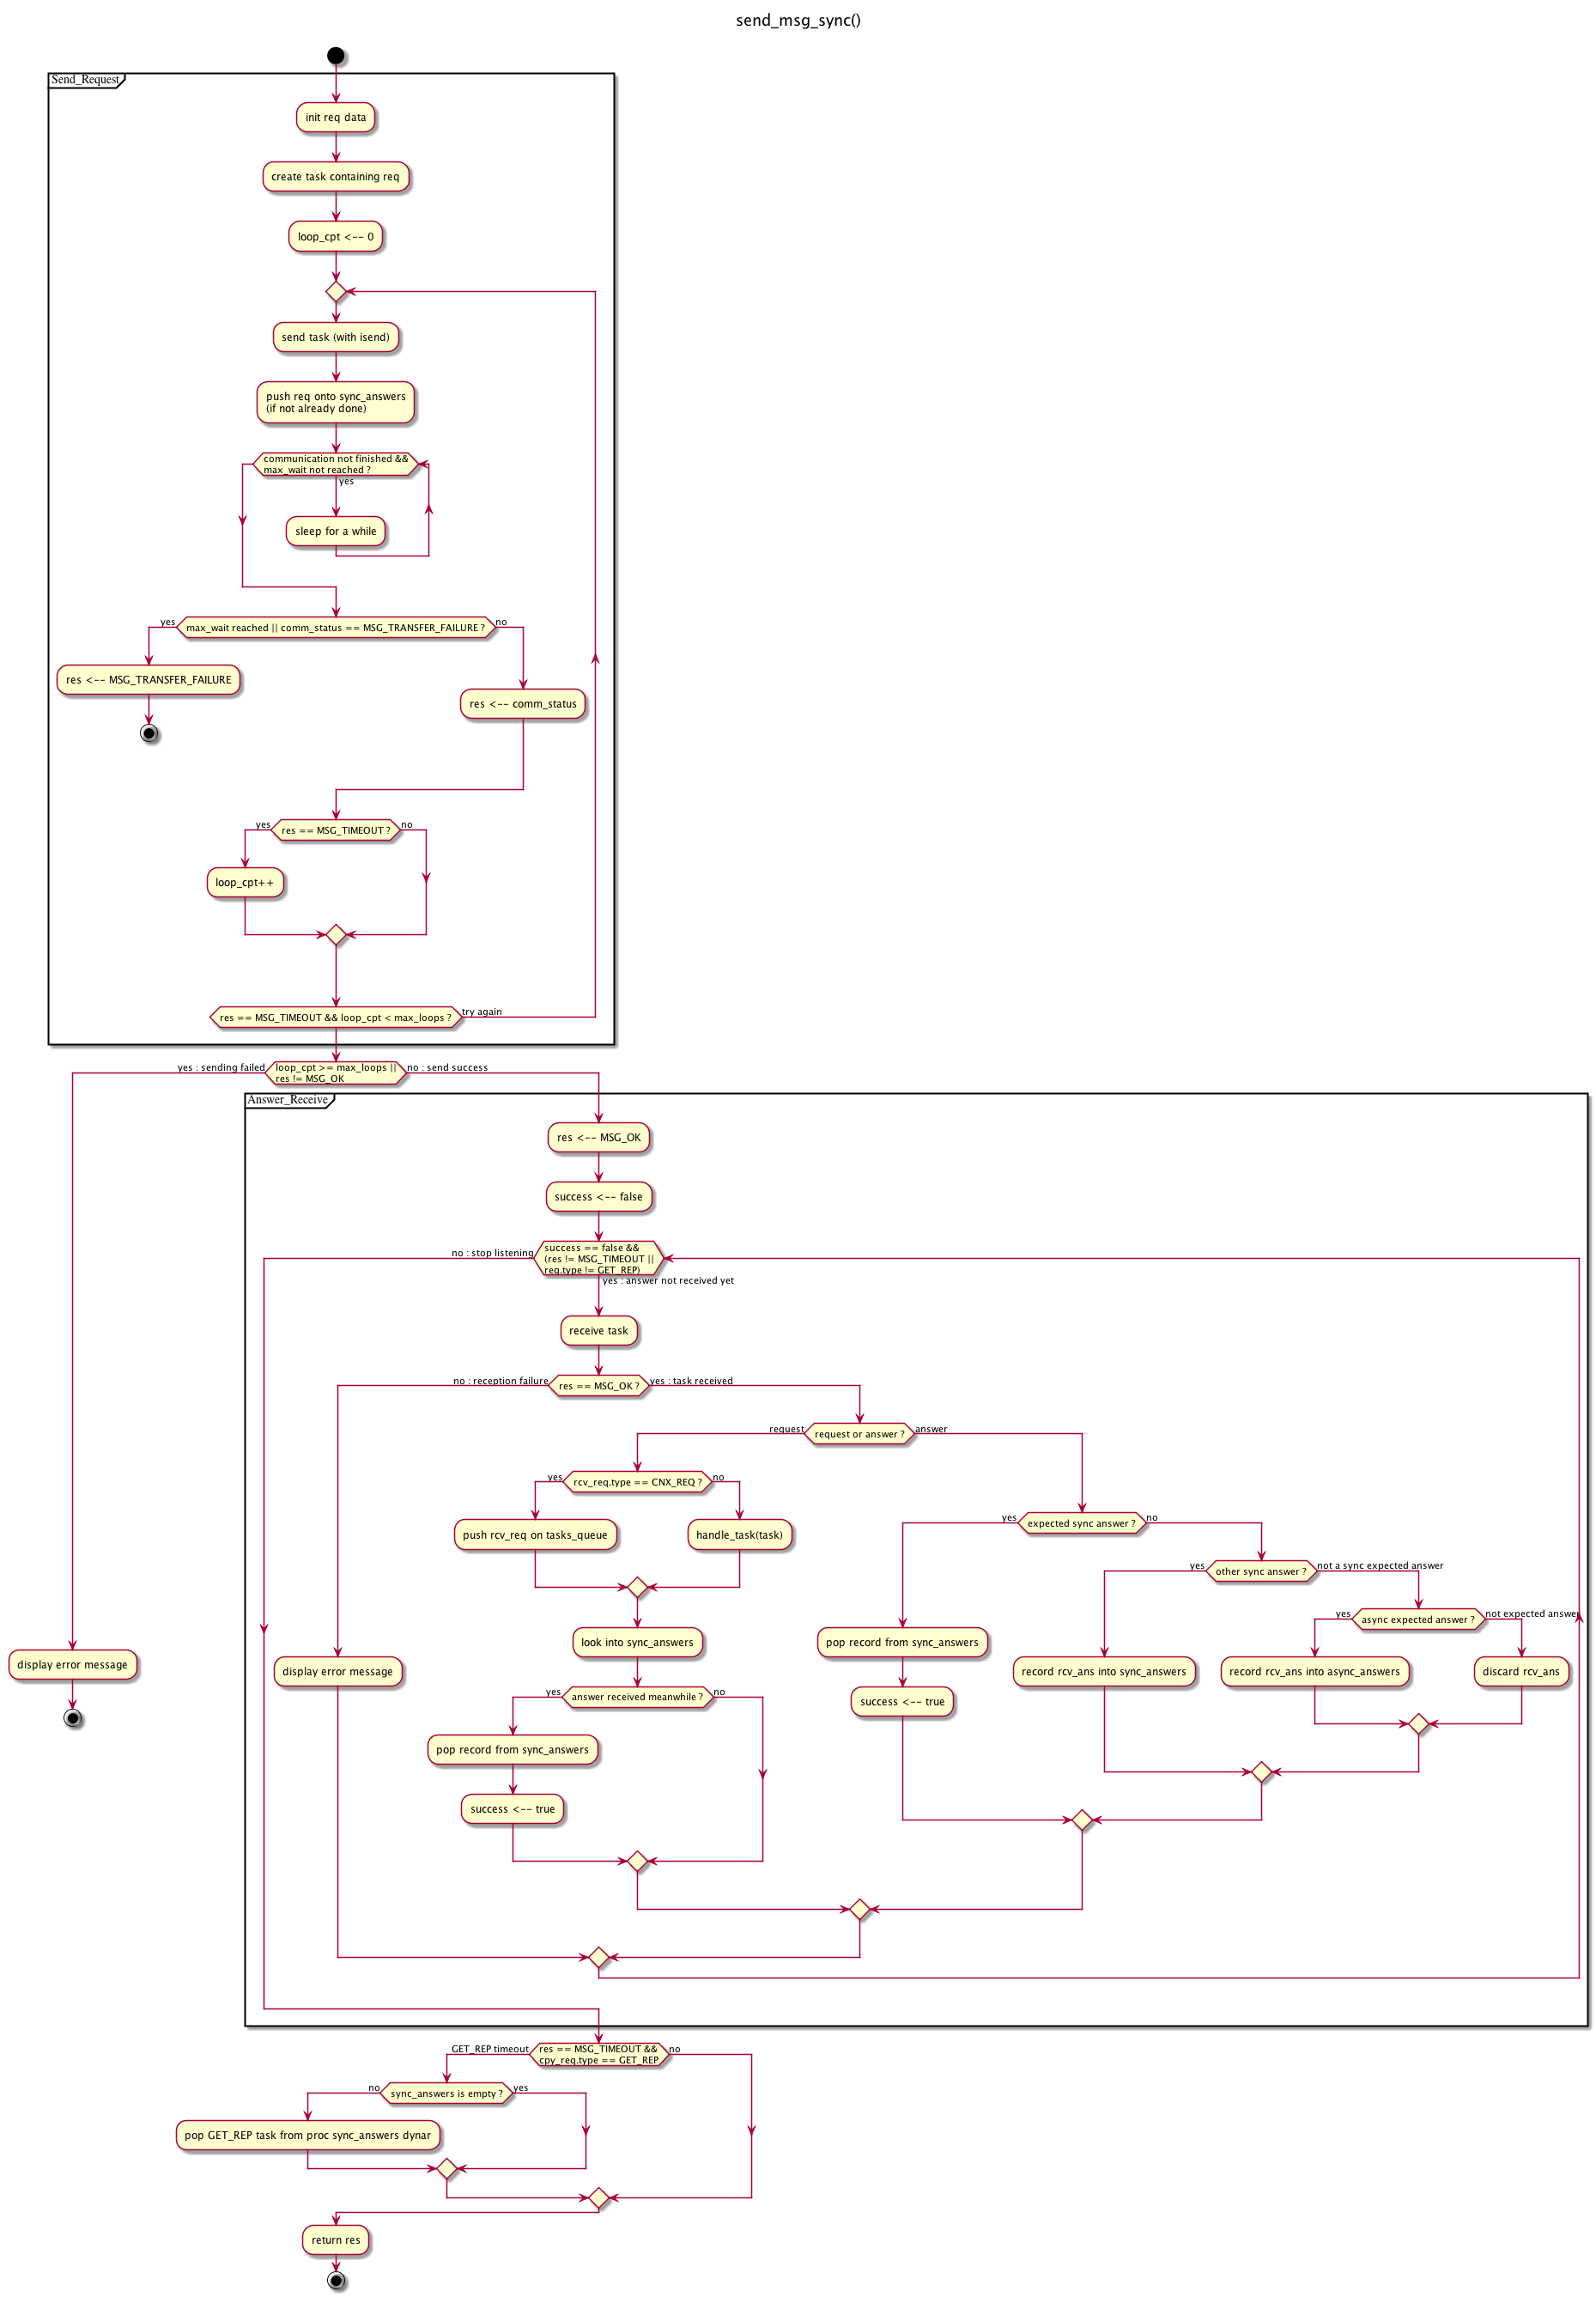 send_msg_sync()
Send_Request
init req data
create task containing req
loop_cpt <-- 0
send task (with isend)
push req onto sync_answers
(if not already done)
communication not finished &&
max_wait not reached ?
yes
sleep for a while
yes
max_wait reached || comm_status == MSG_TRANSFER_FAILURE ?
no
res <-- MSG_TRANSFER_FAILURE
res <-- comm_status
yes
res == MSG_TIMEOUT ?
no
loop_cpt++
res == MSG_TIMEOUT && loop_cpt < max_loops ?
try again
yes : sending failed
loop_cpt >= max_loops ||
res != MSG_OK
no : send success
Answer_Receive
res <-- MSG_OK
success <-- false
no : stop listening
success == false &&
(res != MSG_TIMEOUT ||
req.type != GET_REP)
yes : answer not received yet
receive task
no : reception failure
res == MSG_OK ?
yes : task received
request
request or answer ?
answer
yes
rcv_req.type == CNX_REQ ?
no
push rcv_req on tasks_queue
handle_task(task)
yes
expected sync answer ?
no
yes
other sync answer ?
not a sync expected answer
yes
async expected answer ?
not expected answer
look into sync_answers
pop record from sync_answers
display error message
display error message
record rcv_ans into sync_answers
record rcv_ans into async_answers
discard rcv_ans
yes
answer received meanwhile ?
no
success <-- true
pop record from sync_answers
success <-- true
GET_REP timeout
res == MSG_TIMEOUT &&
cpy_req.type == GET_REP
no
no
sync_answers is empty ?
yes
pop GET_REP task from proc sync_answers dynar
return res